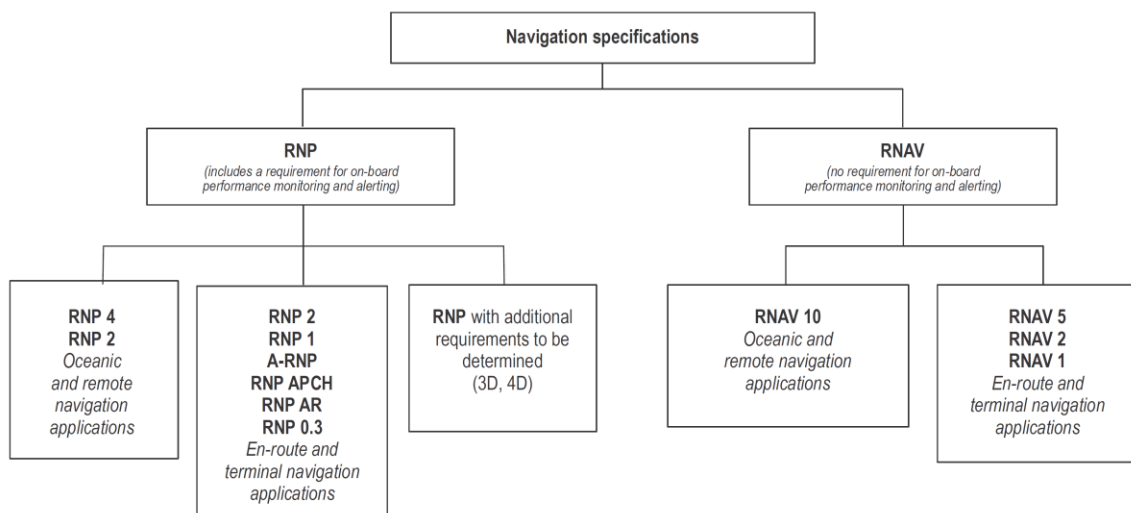 Navigation specifications
RNP
(includes a requirement for on-board
performance monitoring and alerting)
RNAV
(no requirement for on-board
performance monitoring and alerting)
RNP 4
RNP 2
Oceanic
and remote
navigation
applications
RNP 2
RNP 1
A-RNP
RNP APCH
RNP AR
RNP 0.3
En-route and
terminal navigation
applications
RNP with additional
requirements to be
determined
(3D, 4D)
RNAV 10
Oceanic and
remote navigation
applications
RNAV 5
RNAV 2
RNAV 1
En-route and
terminal navigation
applications